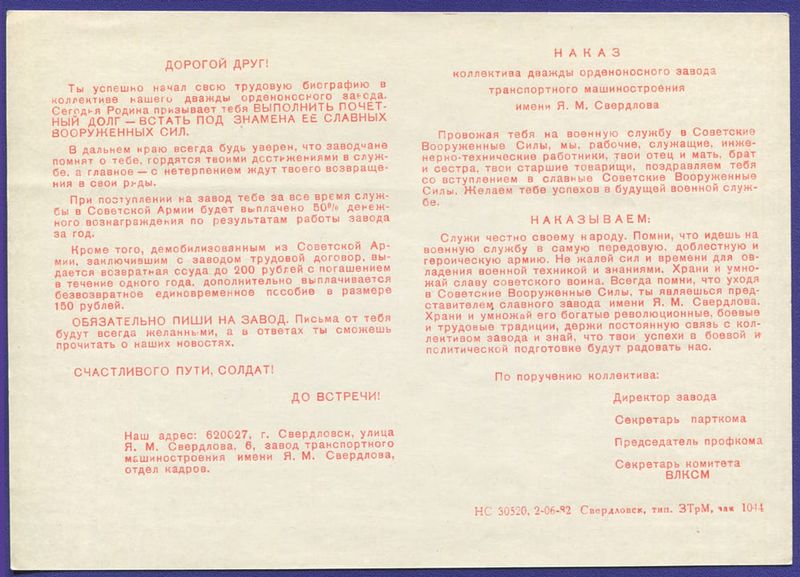 ДОРОГОЙ ДРУГ!
Ты успешно начал свою трудовую биографию в
коллективе нашего дважды орденоносного завода.
Сегодня Родина призывает тебя ВЫПОЛНИТЬ ПОЧЕТ-
НЫЙ ДОЛГ — ВСТАТЬ ПОД ЗНАМЕНА ЕЕ СЛАВНЫХ
ВООРУЖЕННЫХ СИЛ.
В дальнем краю всегда будь уверен, что заводчане
помнят о тебе, гордятся твоими достижениями в служ-
бе, а главное — с нетерпением ждут твоего возвраще-
ния в свои ряды.
При поступлении на завод тебе за все время служ-
бы в Советской Армии будет выплачено 50% денеж-
ного вознаграждения по результатам работы завода
за год.
Кроме того, демобилизованным из Советской Ар-
мии, заключившим с заводом трудовой договор, вы-
дается возвратная ссуда до 200 рублей с погашением
в течение одного года, дополнительно выплачивается
безвозвратное единовременное пособие в размере
150 рублей.
ОБЯЗАТЕЛЬНО ПИШИ НА ЗАВОД. Письма от тебя
будут всегда желанными, а в ответах ты сможешь
прочитать о наших новостях.
СЧАСТЛИВОГО ПУТИ, СОЛДАТ!
ДО ВСТРЕЧИ!
Наш адрес: 620027, г. Свердловск, улица
Я. М. Свердлова, 6, завод транспортного
машиностроения имени Я. М. Свердлова,
отдел кадров.
НАКАЗ
коллектива дважды орденоносного завода
транспортного машиностроения
имени Я. М. Свердлова
Провожая тебя на военную службу в Советские
Вооруженные Силы, мы, рабочие, служащие, инже-
нерно-технические работники, твои отец и мать, брат
и сестра, твои старшие товарищи, поздравляем тебя
со вступлением в славные Советские Вооруженные
Силы. Желаем тебе успехов в будущей военной служ-
бе.
НАКАЗЫВАЕМ:
Служи честно своему народу. Помни, что идешь на
военную службу в самую передовую, доблестную и
героическую армию. Не жалей сил и времени для ов-
ладения военной техникой и знаниями. Храни и умно-
жай славу советского воина. Всегда помни, что уходя
в Советские Вооруженные Силы, ты являешься пред-
ставителем славного завода имени Я. М. Свердлова.
Храни и умножай его богатые революционные, боевые
и трудовые традиции, держи постоянную связь с кол-
лективом завода и знай, что твои успехи в боевой и
политической подготовке будут радовать нас.
По поручению коллектива:
Директор завода
Секретарь парткома
Председатель профкома
Секретарь комитета
ВЛКСМ
НС 30520, 2-06-82 Свердловск, тип. ЗТрМ, зак 1044